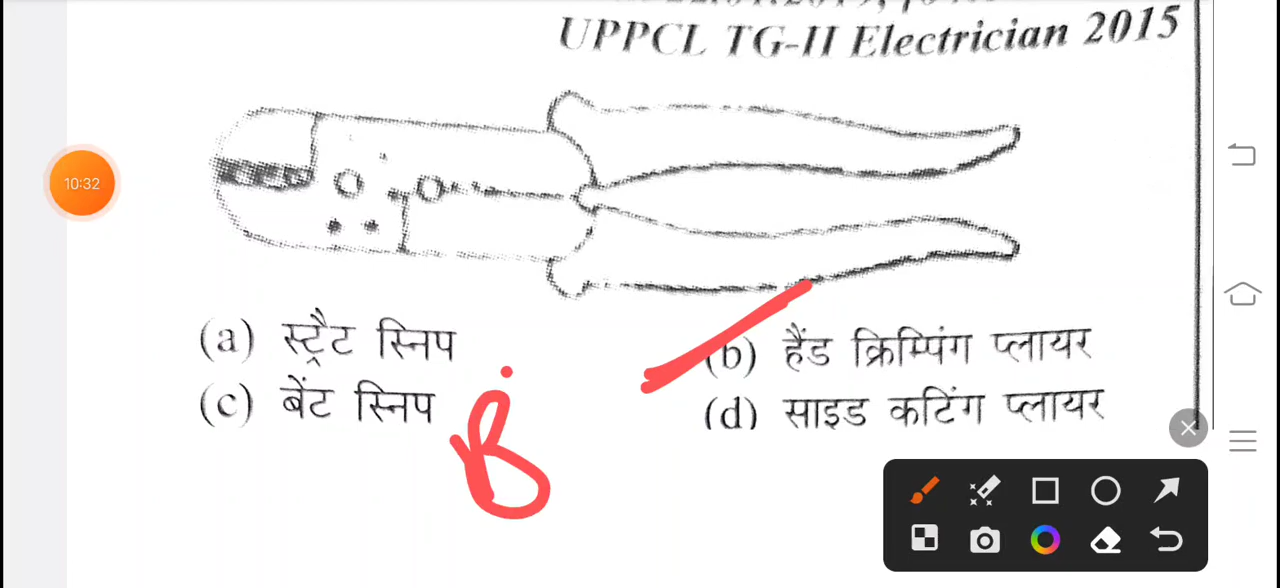 UPPCL TG-II Electrician 2015
10:32
(a) स्ट्रैट स्निप
(b) हैंड क्रिम्पिंग प्लायर
(c) बेंट स्निप
(d) साइड कटिंग प्लायर
B